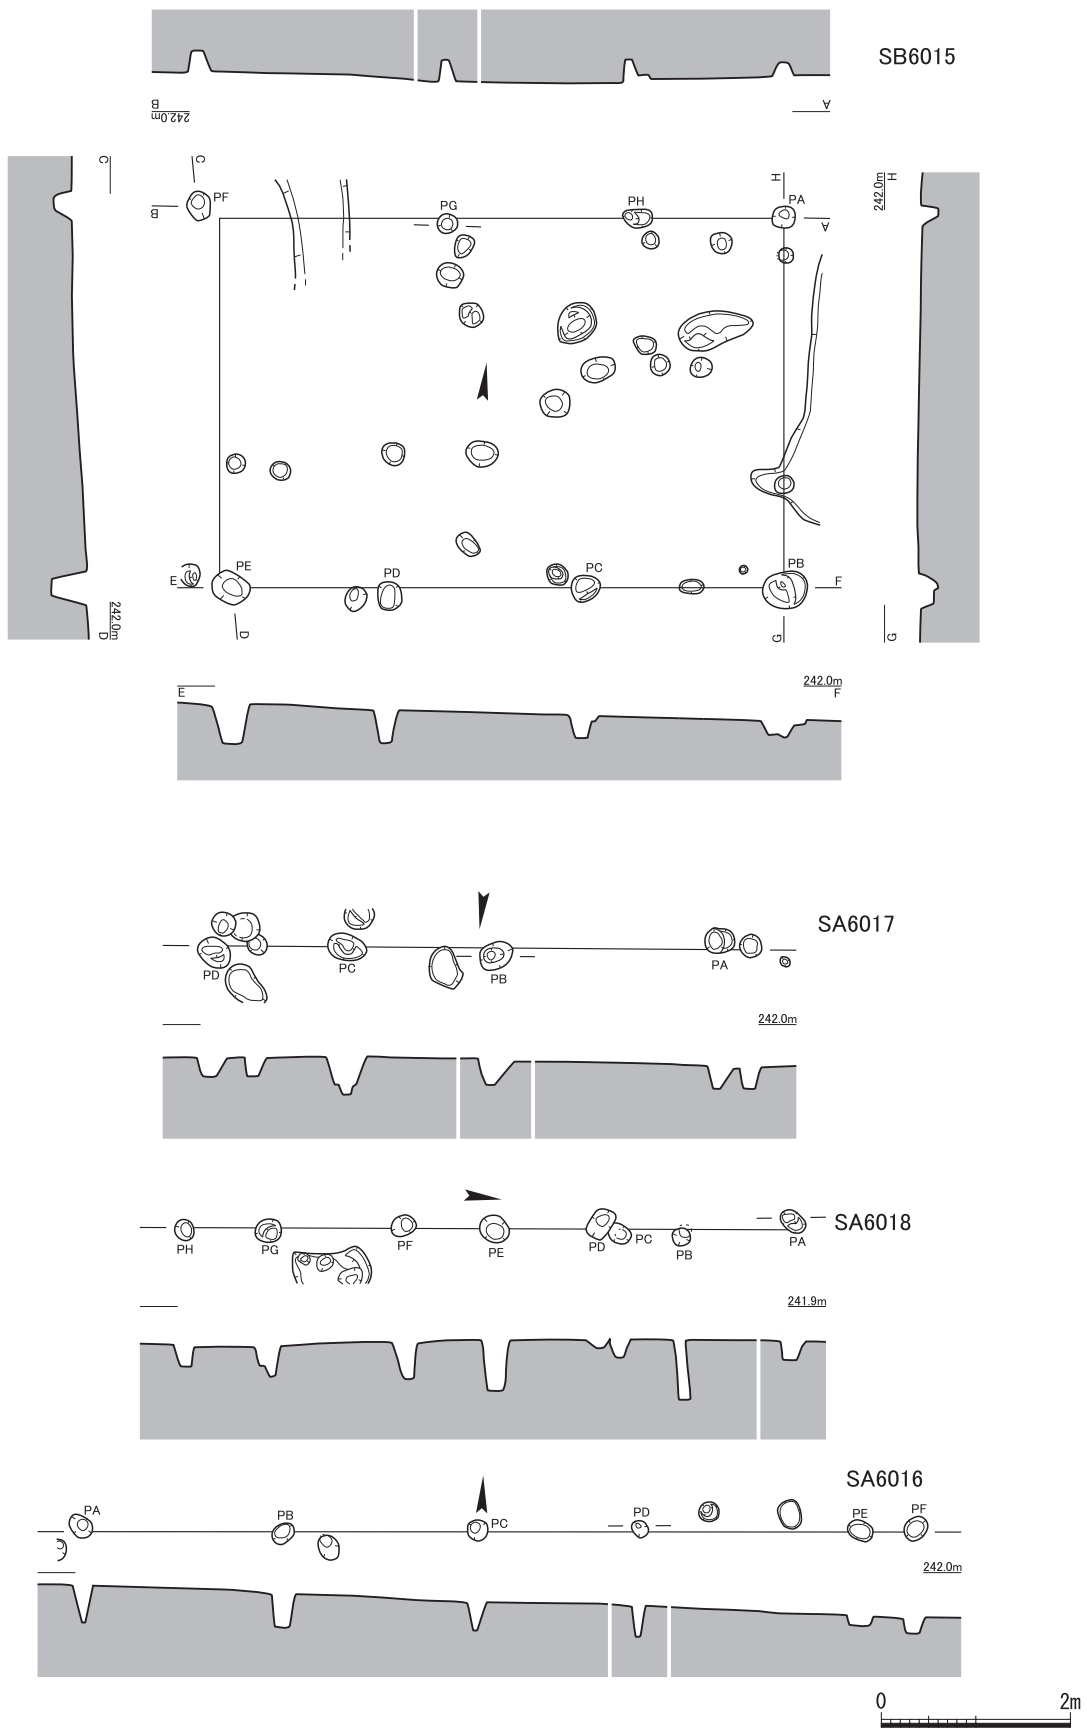 SB6015
B
242.0m
A
C
C
H
242.0m
H
B
PF
PG
PH
PA
A
E
PE
PD
PC
PB
F
242.0m
D
D
G
G
E
242.0m
F
SA6017
PD
PC
PB
PA
242.0m
SA6018
PH
PG
PF
PE
PD
PC
PB
PA
241.9m
SA6016
PA
PB
PC
PD
PE
PF
242.0m
0
2m